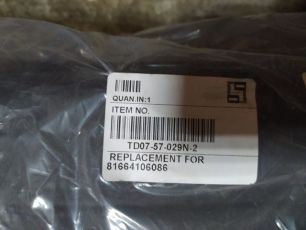 QUAN.IN:1
ITEM NO.
TD07-57-029N-2
REPLACEMENT FOR
81664106086